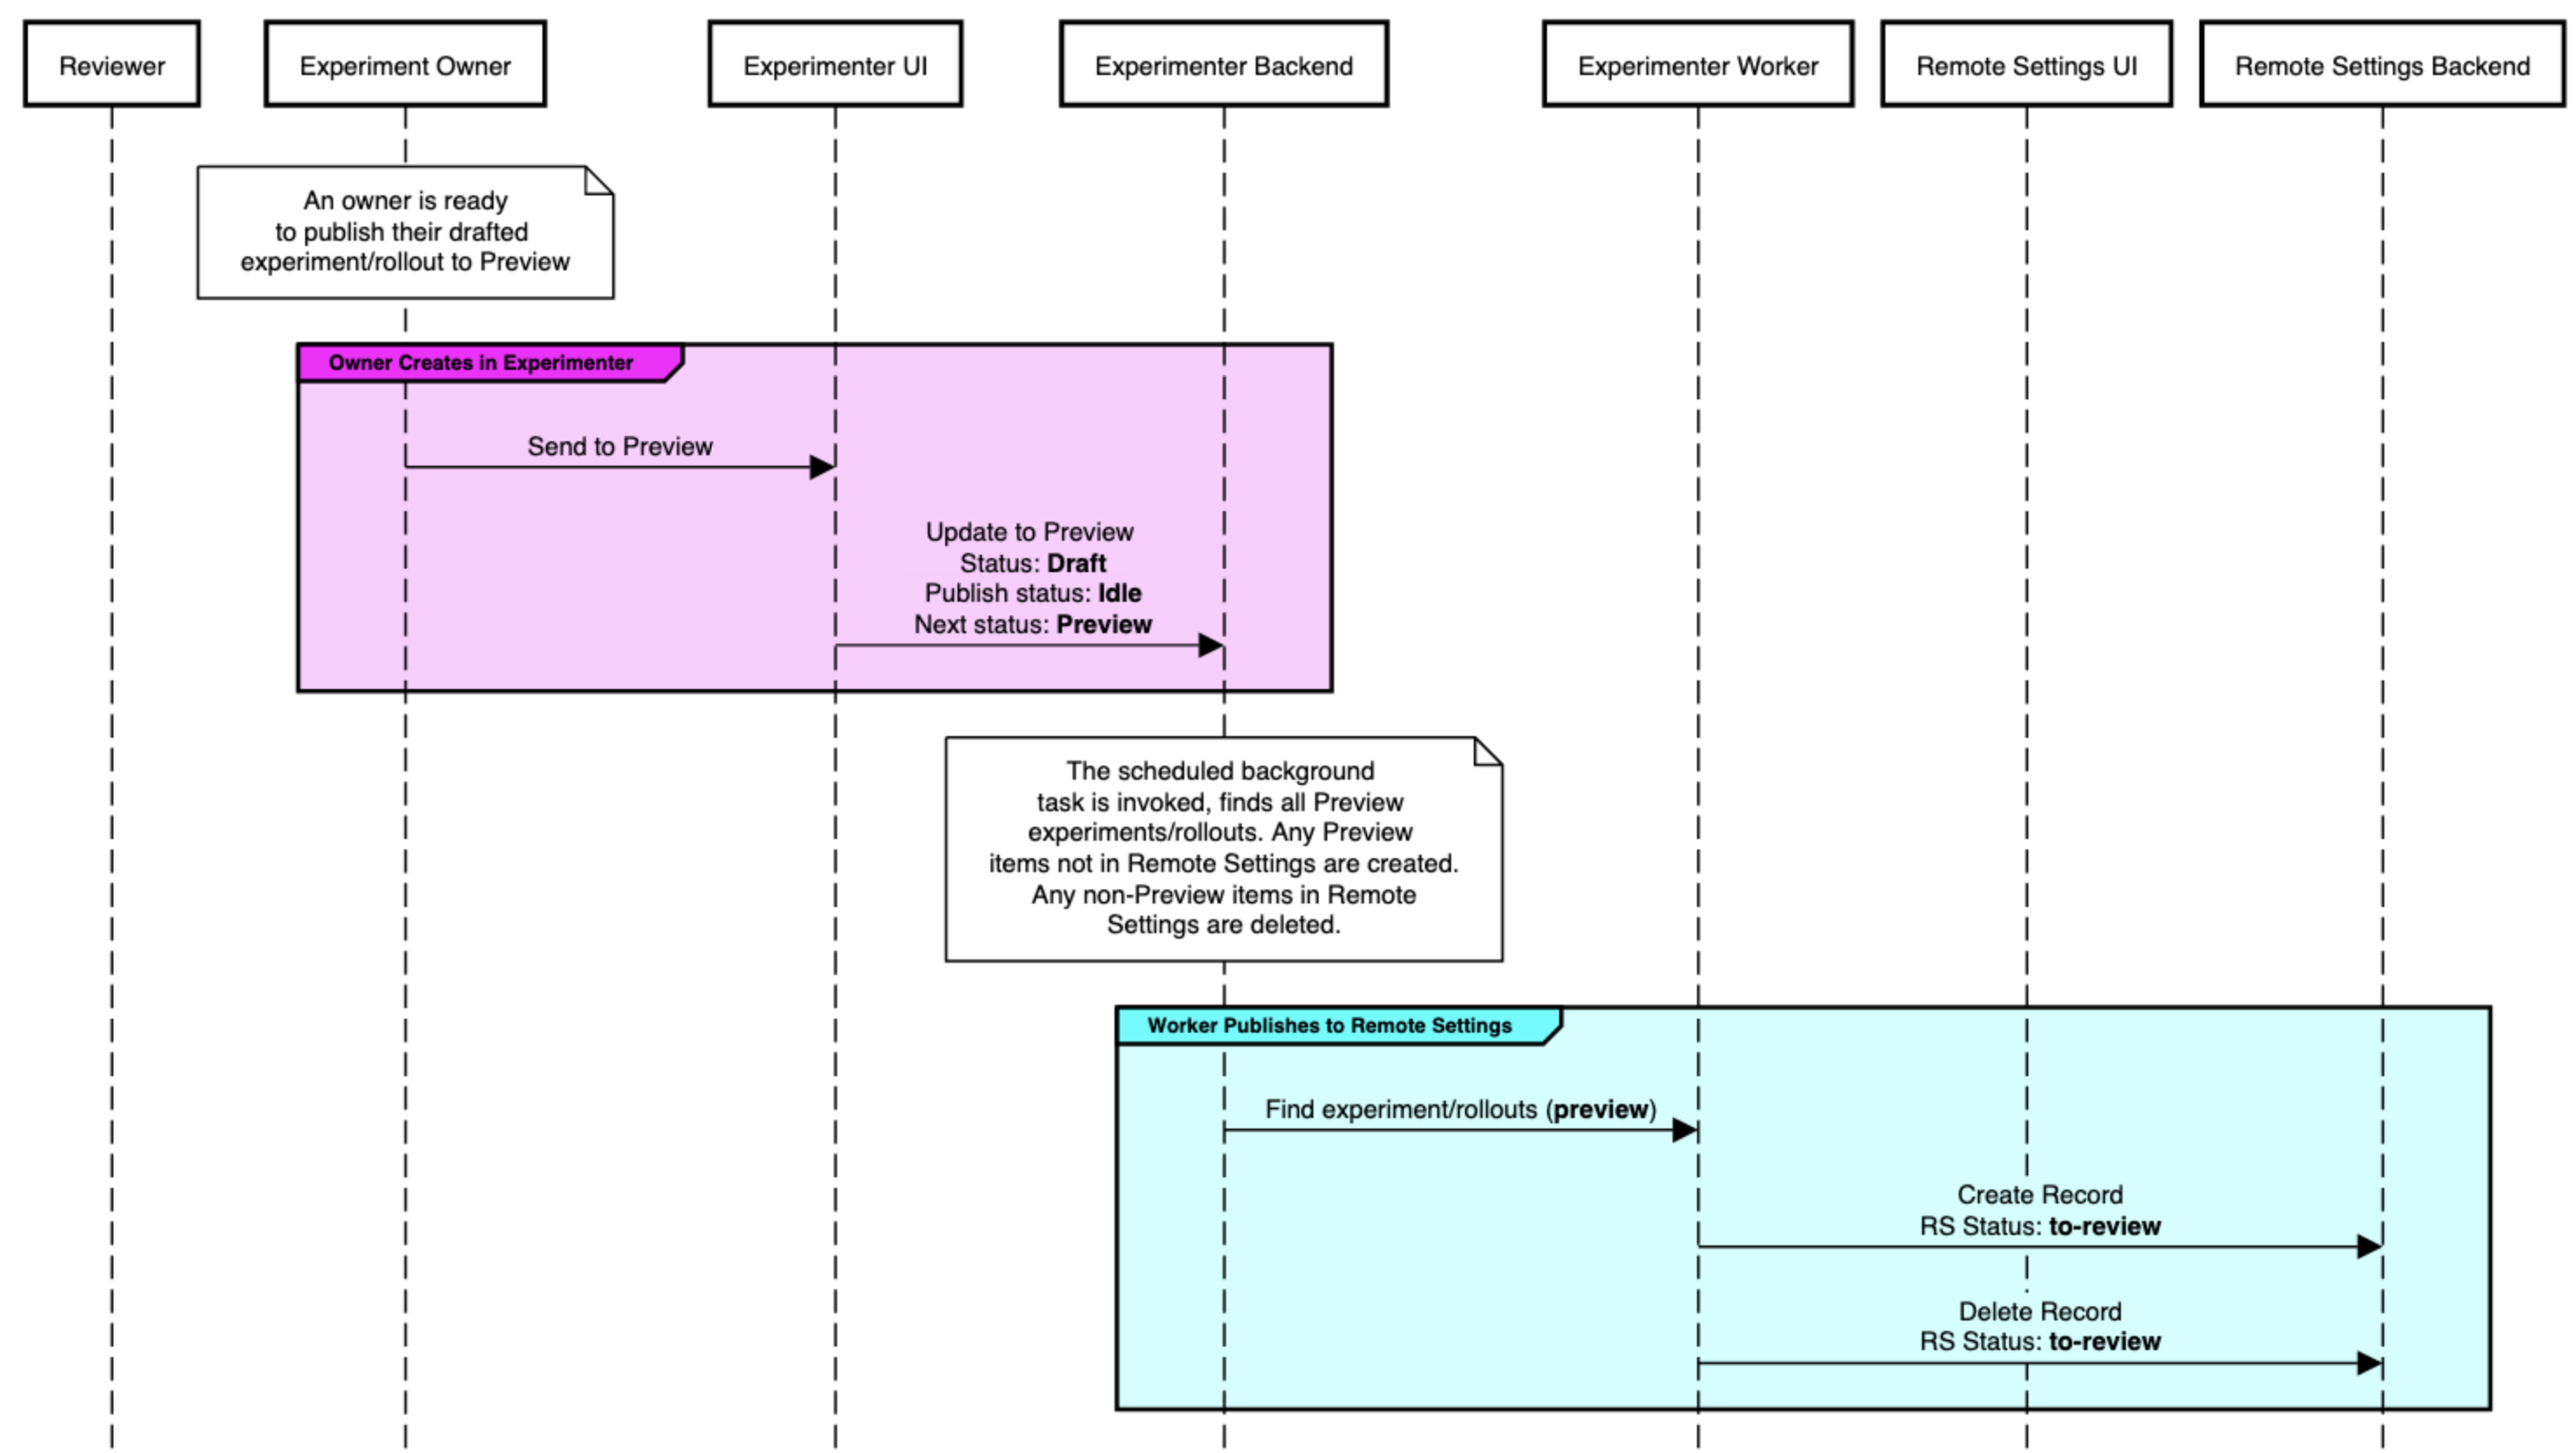 Reviewer
Experiment Owner
Experimenter UI
Experimenter Backend
Experimenter Worker
Remote Settings UI
Remote Settings Backend
An owner is ready
to publish their drafted
experiment/rollout to Preview
Owner Creates in Experimenter
Send to Preview
Update to Preview
Status: Draft
Publish status: Idle
Next status: Preview
The scheduled background
task is invoked, finds all Preview
experiments/rollouts. Any Preview
items not in Remote Settings are created.
Any non-Preview items in Remote
Settings are deleted.
Worker Publishes to Remote Settings
Find experiment/rollouts (preview)
Create Record
RS Status: to-review
Delete Record
RS Status: to-review